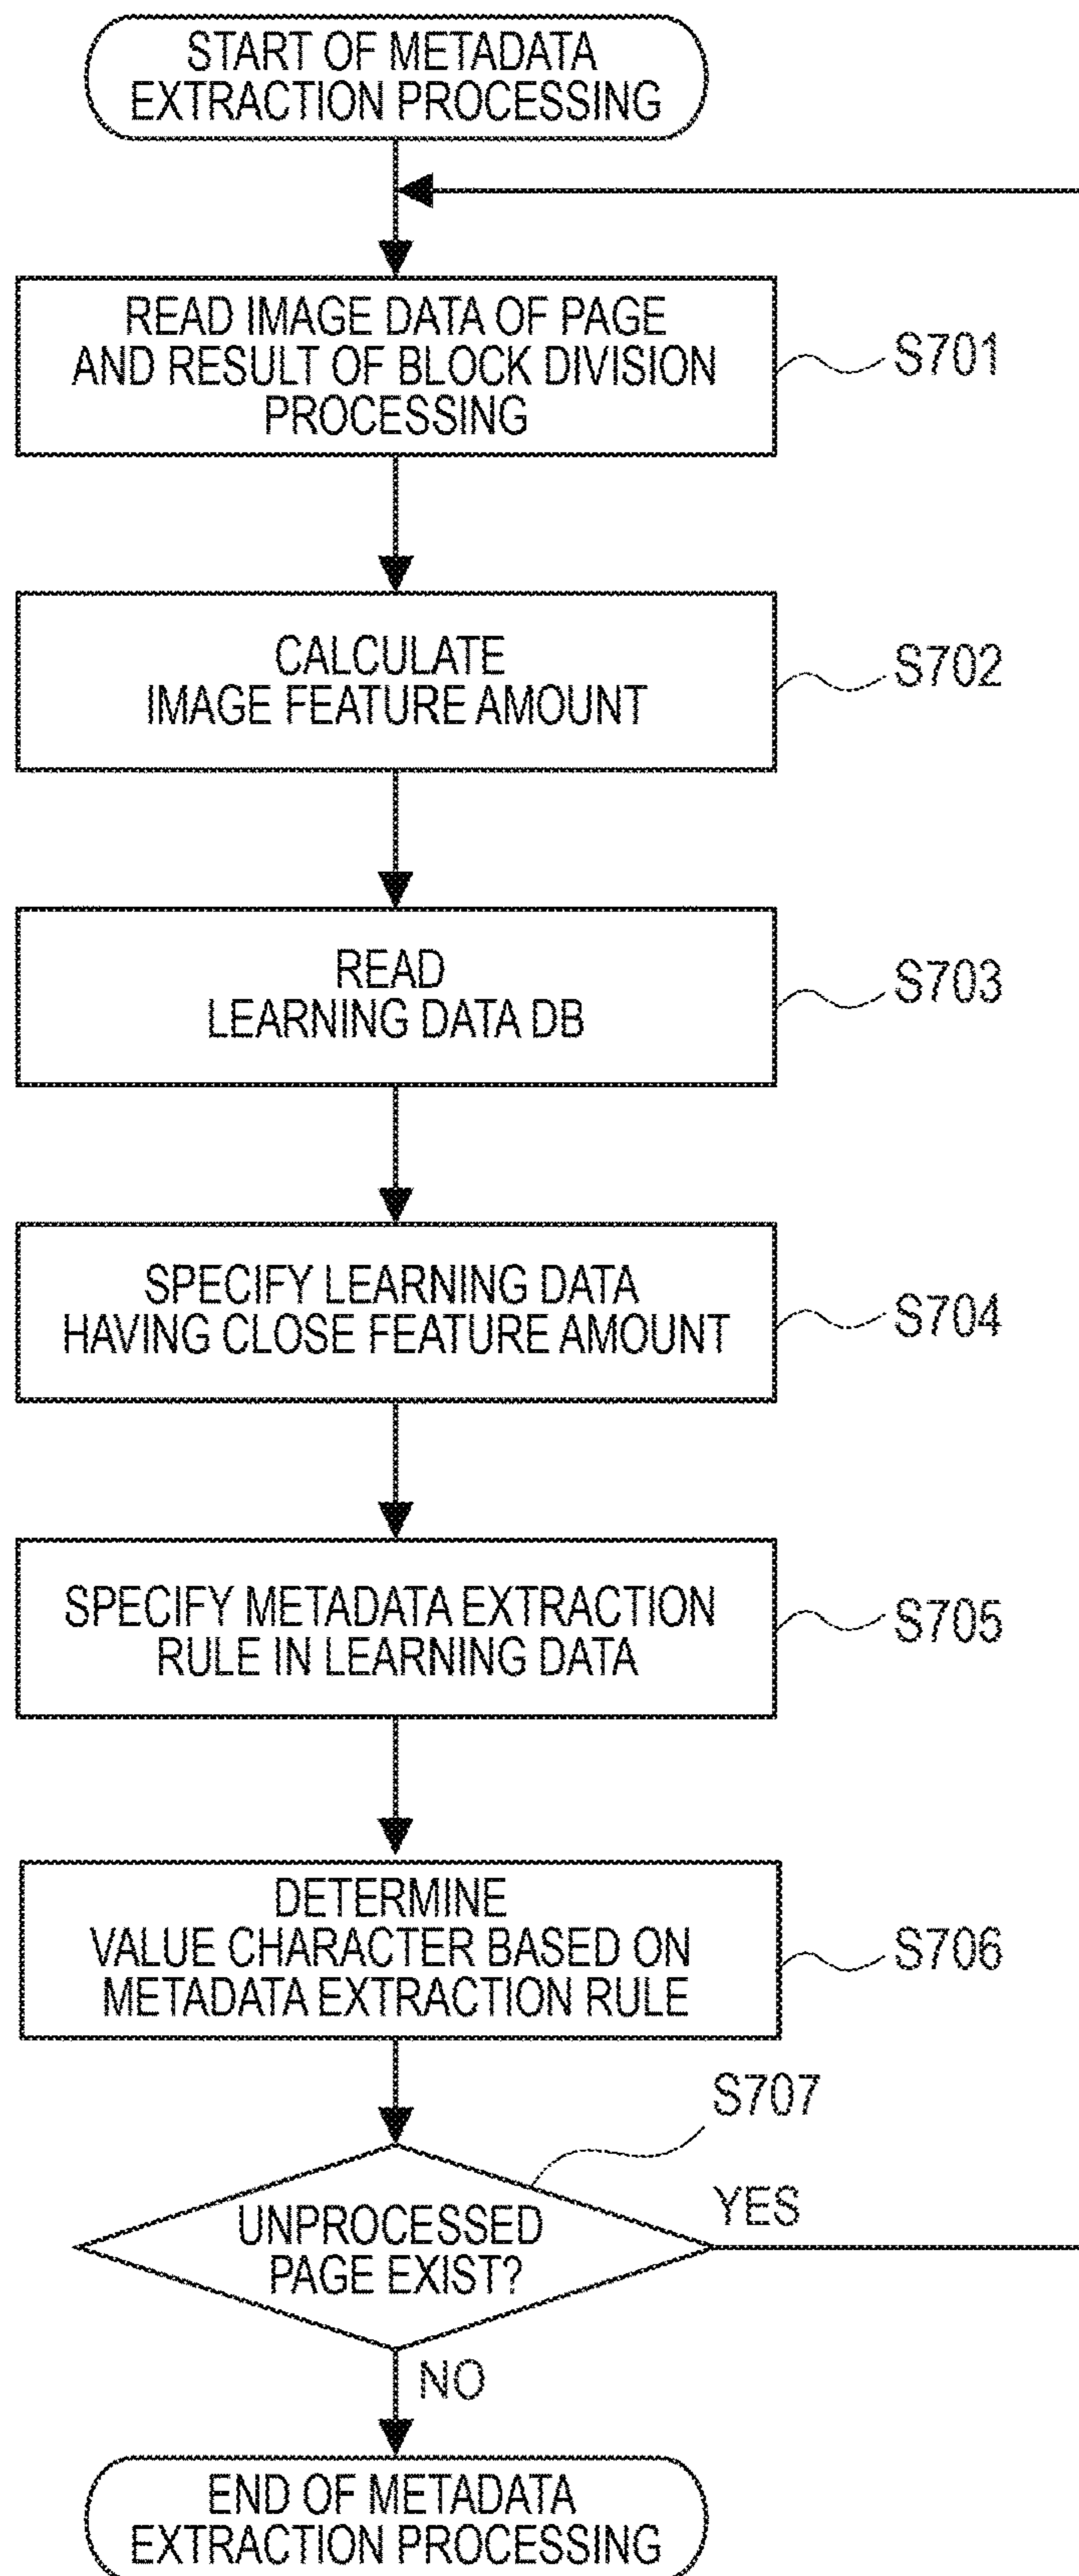 START OF METADATA
EXTRACTION PROCESSING
READ IMAGE DATA OF PAGE
AND RESULT OF BLOCK DIVISION
PROCESSING
S701
CALCULATE
IMAGE FEATURE AMOUNT
S702
READ
LEARNING DATA DB
S703
SPECIFY LEARNING DATA
HAVING CLOSE FEATURE AMOUNT
S704
SPECIFY METADATA EXTRACTION
RULE IN LEARNING DATA
S705
DETERMINE
VALUE CHARACTER BASED ON
METADATA EXTRACTION RULE
S706
S707
UNPROCESSED
PAGE EXIST?
YES
NO
END OF METADATA
EXTRACTION PROCESSING